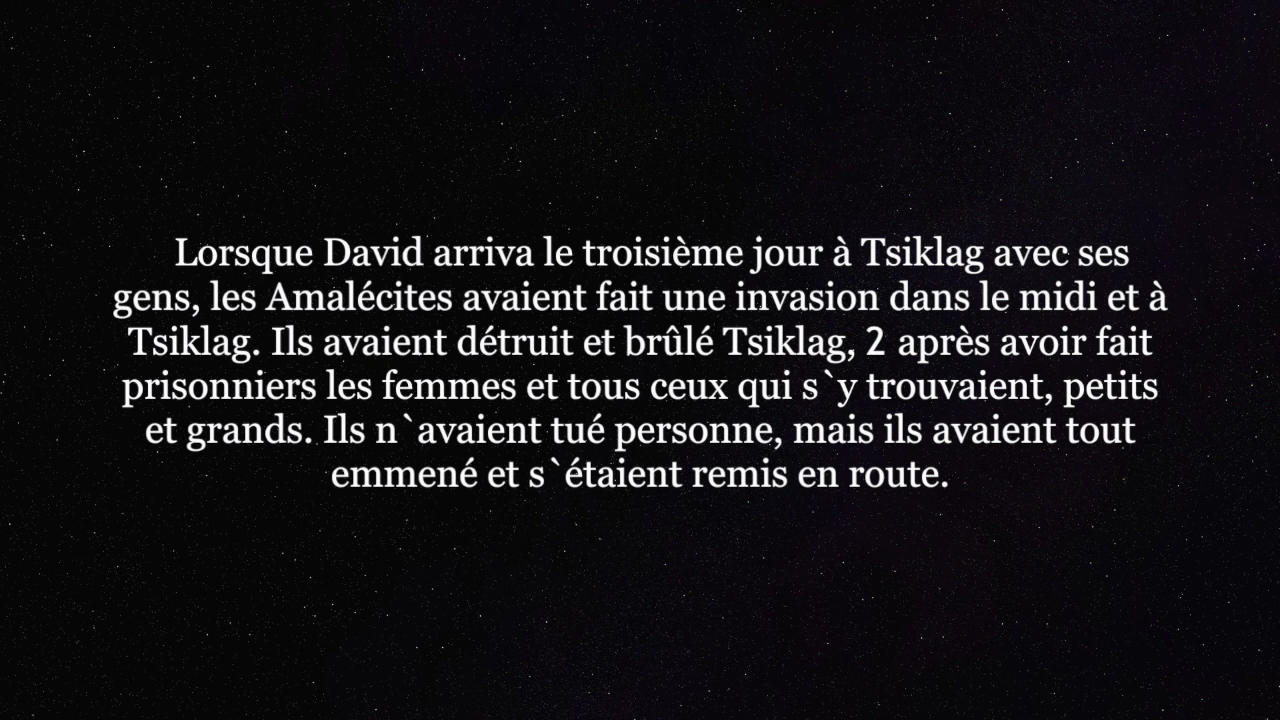 Lorsque David arriva le troisième jour à Tsiklag avec ses
gens, les Amalécites avaient fait une invasion dans le midi et à
Tsiklag. Ils avaient détruit et brûlé Tsiklag, 2 après avoir fait
prisonniers les femmes et tous ceux qui s`y trouvaient, petits
et grands. Ils n`avaient tué personne, mais ils avaient tout
emmené et s`étaient remis en route.